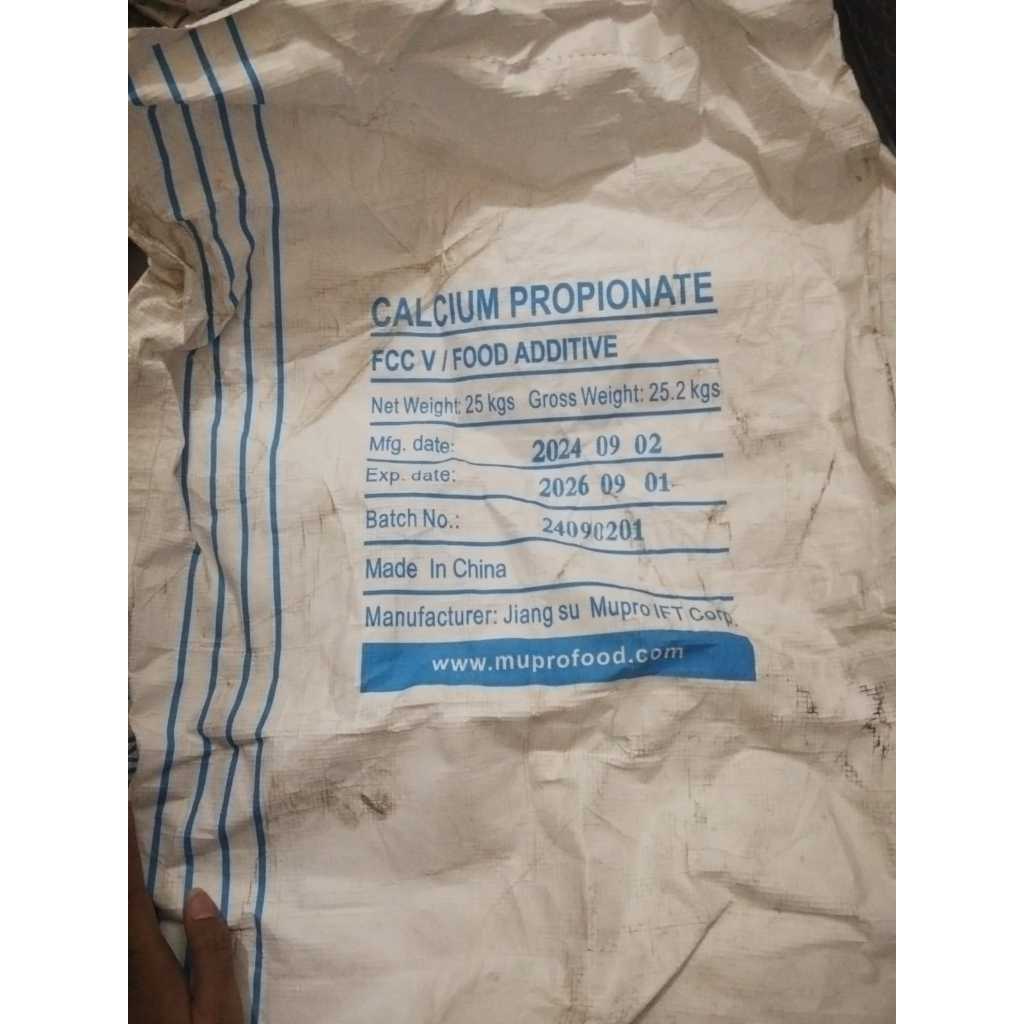 CALCIUM PROPIONATE
FCC V / FOOD ADDITIVE
Net Weight: 25 kgs Gross Weight: 25.2 kgs
Mfg. date: 2024 09 02
Exp. date: 2026 09 01
Batch No.: 24090201
Made In China
Manufacturer: Jiang su Mupro IFT Corp.
www.muprofood.com